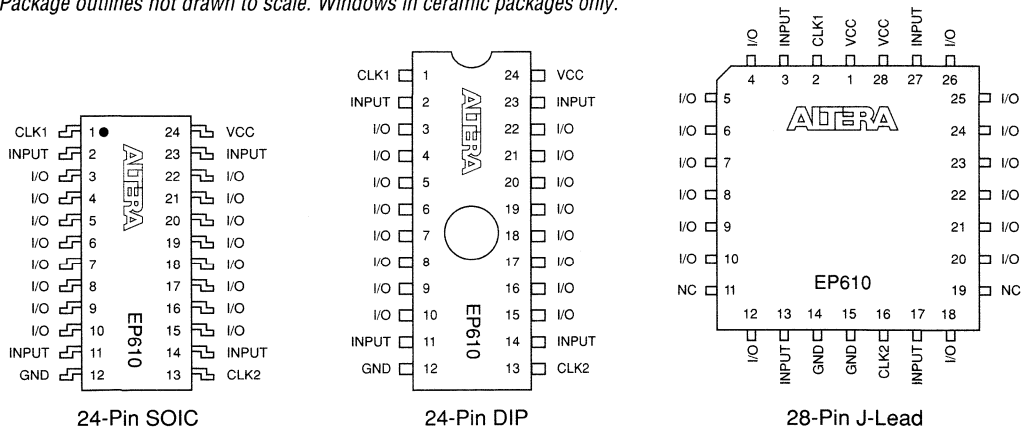 Package outlines not drawn to scale. Windows in ceramic packages only.
CLK1 1 24 VCC
INPUT 2 23 INPUT
I/O 3 22 I/O
I/O 4 21 I/O
I/O 5 20 I/O
I/O 6 19 I/O
I/O 7 18 I/O
I/O 8 17 I/O
I/O 9 16 I/O
I/O 10 15 I/O
INPUT 11 14 INPUT
GND 12 13 CLK2
ALTERA
EP610
24-Pin SOIC
CLK1 1 24 VCC
INPUT 2 23 INPUT
I/O 3 22 I/O
I/O 4 21 I/O
I/O 5 20 I/O
I/O 6 19 I/O
I/O 7 18 I/O
I/O 8 17 I/O
I/O 9 16 I/O
I/O 10 15 I/O
INPUT 11 14 INPUT
GND 12 13 CLK2
ALTERA
EP610
24-Pin DIP
I/O INPUT CLK1 VCC VCC INPUT I/O
4 3 2 1 28 27 26
I/O 5 25 I/O
ALTERA
I/O 6 24 I/O
I/O 7 23 I/O
I/O 8 22 I/O
I/O 9 21 I/O
I/O 10 20 I/O
EP610
NC 11 19 NC
12 13 14 15 16 17 18
I/O INPUT GND GND CLK2 INPUT I/O
28-Pin J-Lead